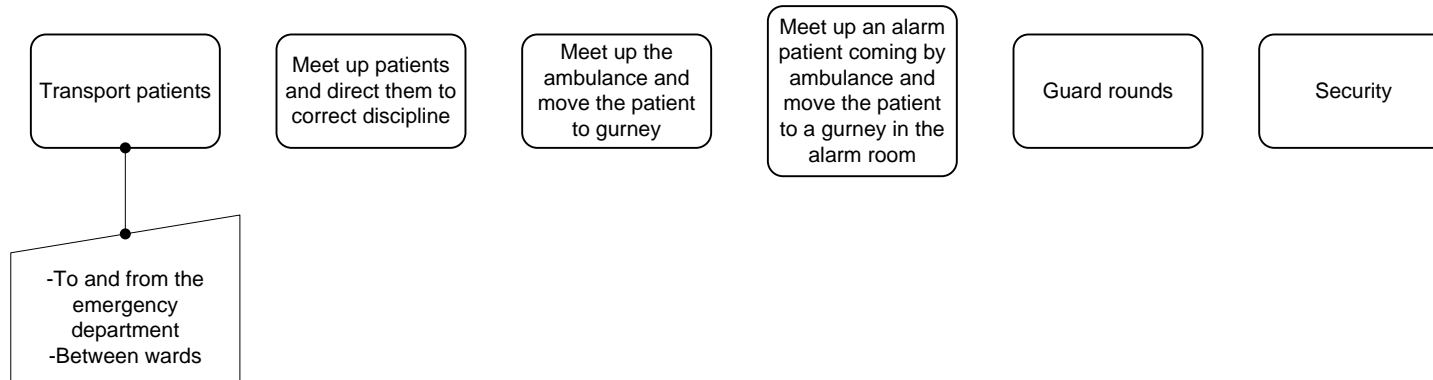 Transport patients
Meet up patients
and direct them to
correct discipline
Meet up the
ambulance and
move the patient
to gurney
Meet up an alarm
patient coming by
ambulance and
move the patient
to a gurney in the
alarm room
Guard rounds
Security
-To and from the
emergency
department
-Between wards